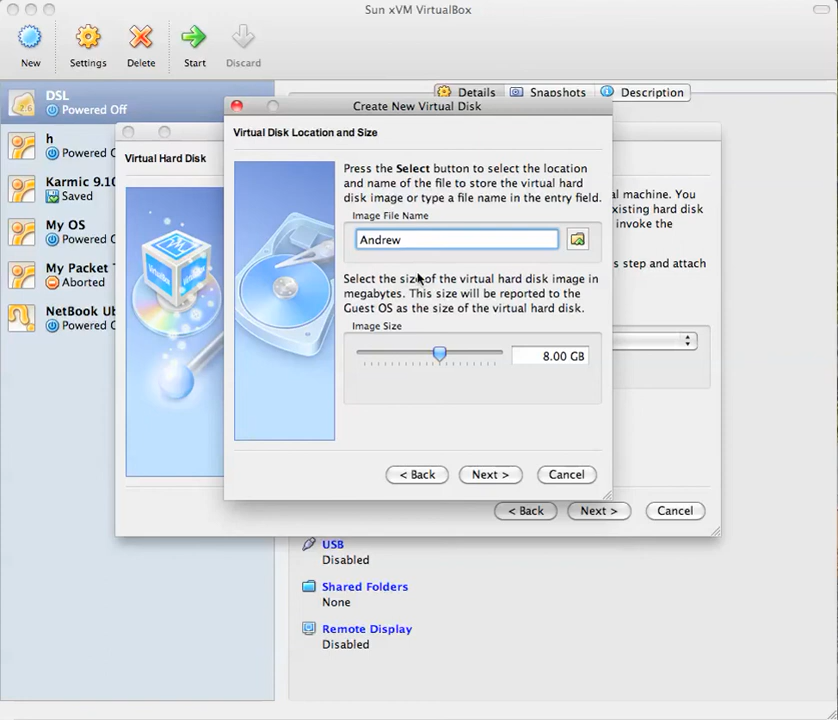 Sun xVM VirtualBox
New
Settings
Delete
Start
Discard
Details
Snapshots
Description
DSL
Powered Off
h
Powered
Karmic 9.10
Saved
My OS
Powered
My Packet
Aborted
NetBook
Powered
Virtual Hard Disk
al machine. You
xisting hard disk
invoke the
s step and attach
< Back
Next >
Cancel
Create New Virtual Disk
Virtual Disk Location and Size
Press the Select button to select the location
and name of the file to store the virtual hard
disk image or type a file name in the entry field.
Image File Name
Andrew
Select the size of the virtual hard disk image in
megabytes. This size will be reported to the
Guest OS as the size of the virtual hard disk.
Image Size
8.00 GB
< Back
Next >
Cancel
USB
Disabled
Shared Folders
None
Remote Display
Disabled